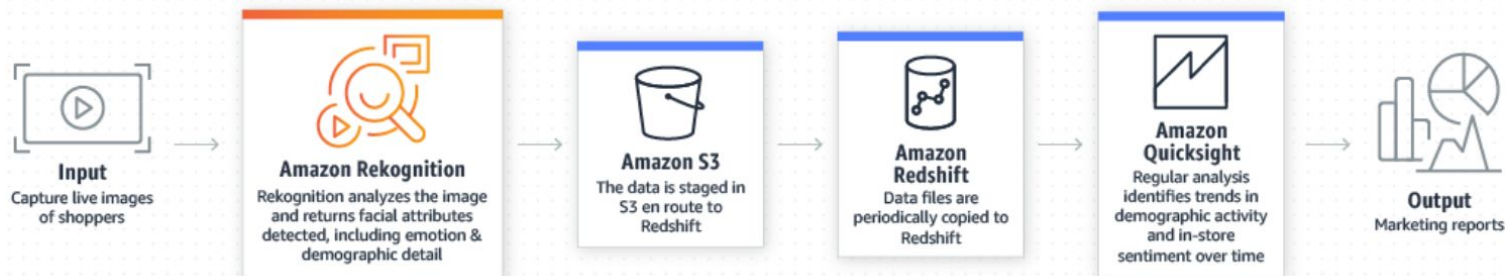 Input
Capture live images
of shoppers
Amazon Rekognition
Rekognition analyzes the image
and returns facial attributes
detected, including emotion &
demographic detail
Amazon S3
The data is staged in
S3 en route to
Redshift
Amazon
Redshift
Data files are
periodically copied to
Redshift
Amazon
Quicksight
Regular analysis
identifies trends in
demographic activity
and in-store
sentiment over time
Output
Marketing reports